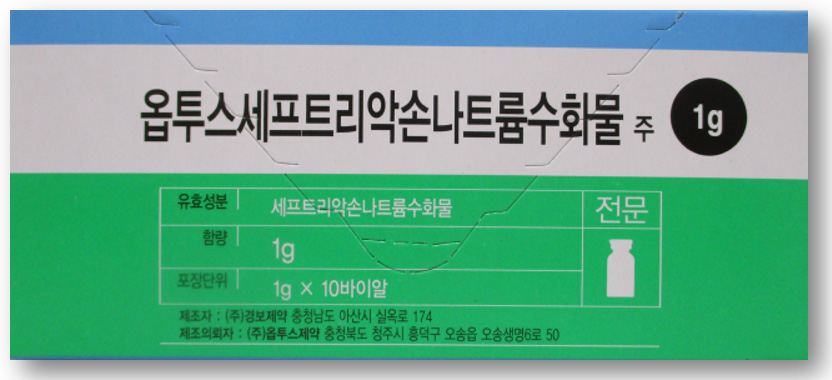 옵투스세프트리악손나트륨수화물 주 1g
유효성분 세프트리악손나트륨수화물 전문
함량 1g
포장단위 1g × 10바이알
제조자 : (주)경보제약 충청남도 아산시 실옥로 174
제조의뢰자 : (주)옵투스제약 충청북도 청주시 흥덕구 오송읍 오송생명6로 50